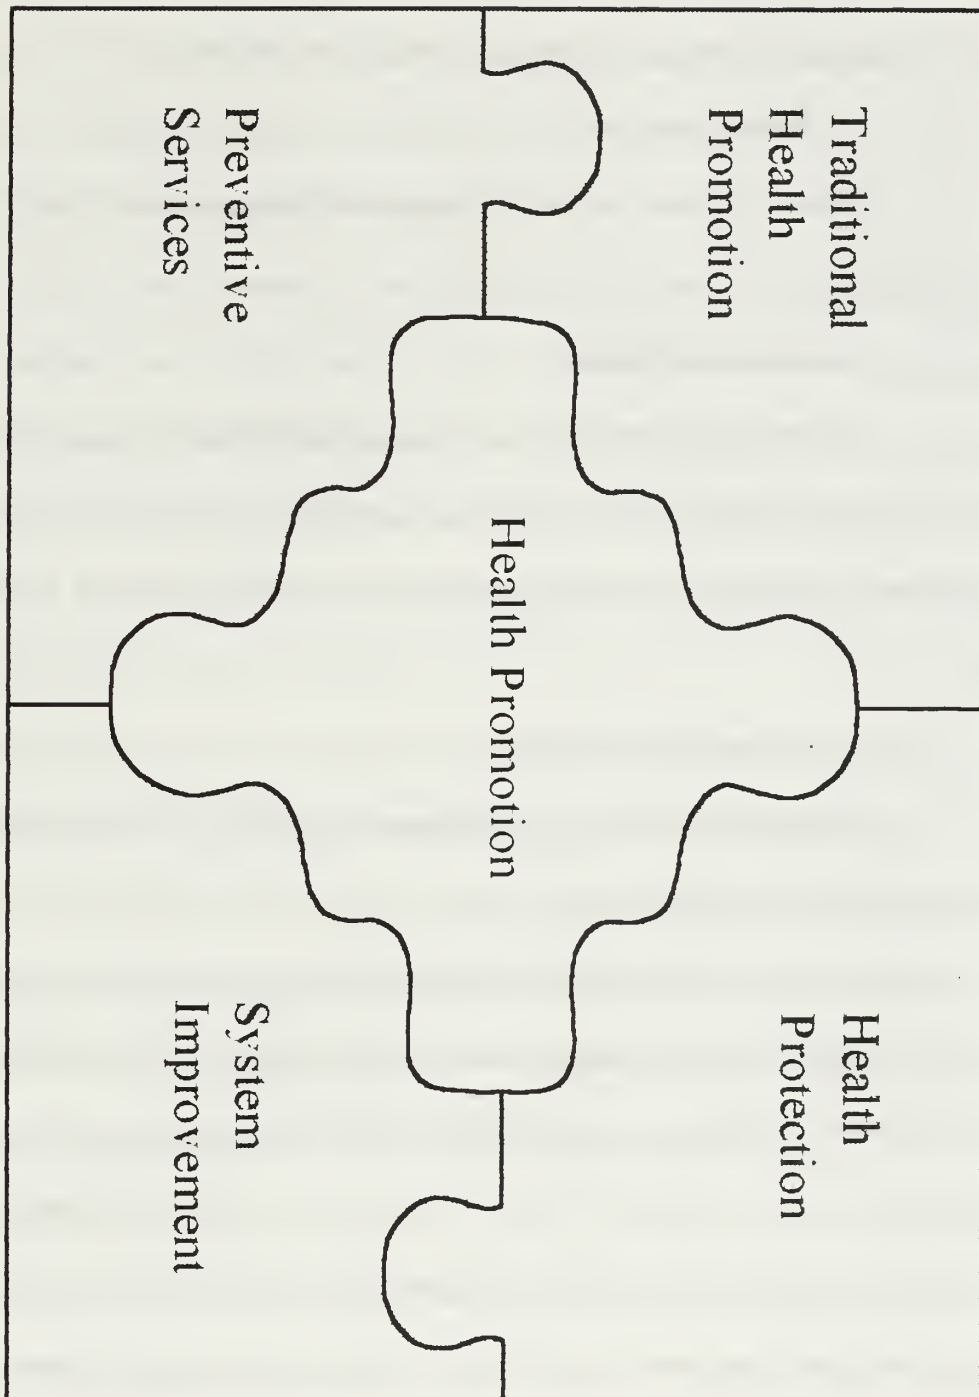 Traditional
Health
Promotion
Health
Protection
Health Promotion
Preventive
Services
System
Improvement